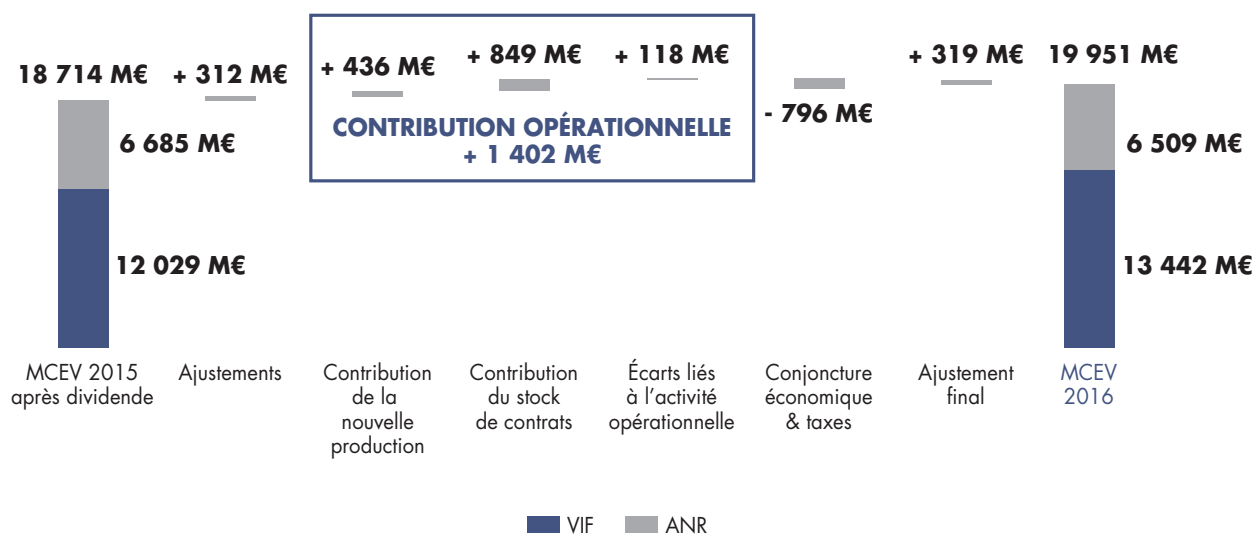 18 714 M€
+ 312 M€
+ 436 M€
+ 849 M€
+ 118 M€
- 796 M€
+ 319 M€
19 951 M€
CONTRIBUTION OPÉRATIONNELLE
+ 1 402 M€
6 685 M€
12 029 M€
6 509 M€
13 442 M€
MCEV 2015
après dividende
Ajustements
Contribution
de la
nouvelle
production
Contribution
du stock
de contrats
Écarts liés
à l’activité
opérationnelle
Conjoncture
économique
& taxes
Ajustement
final
MCEV
2016
VIF
ANR